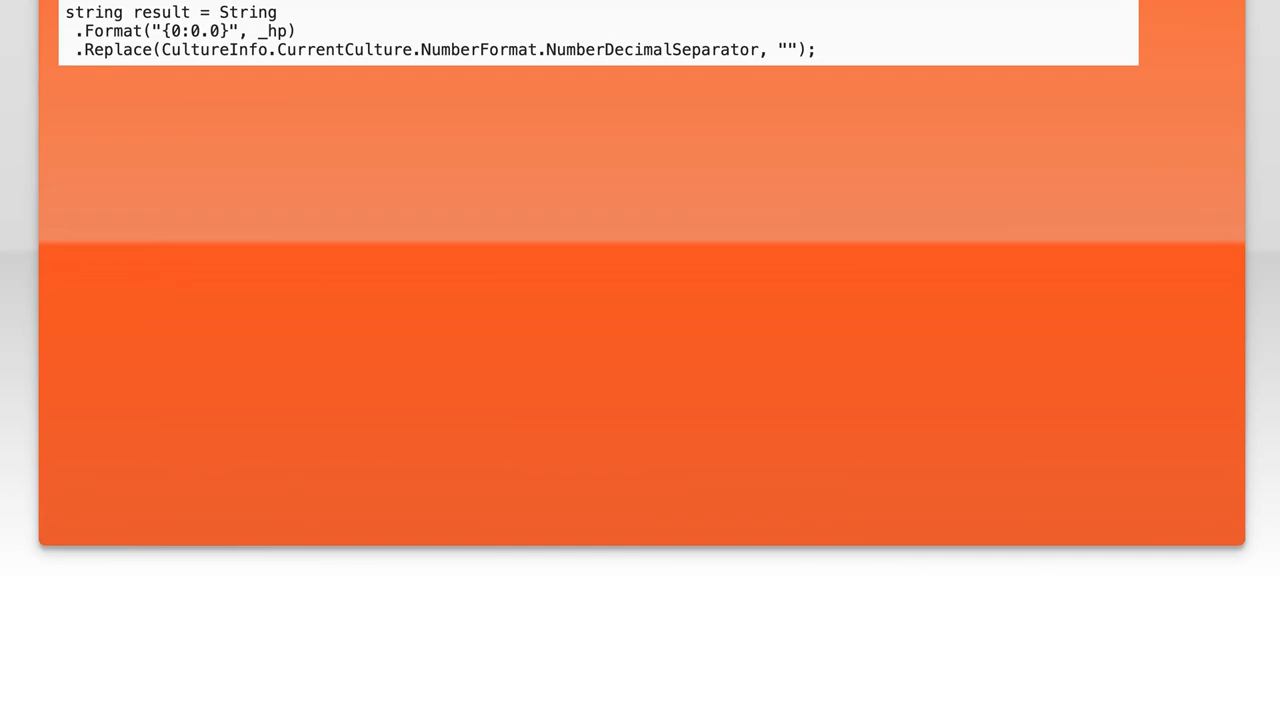 string result = String
.Format("{0:0.0}", _hp)
.Replace(CultureInfo.CurrentCulture.NumberFormat.NumberDecimalSeparator, "");